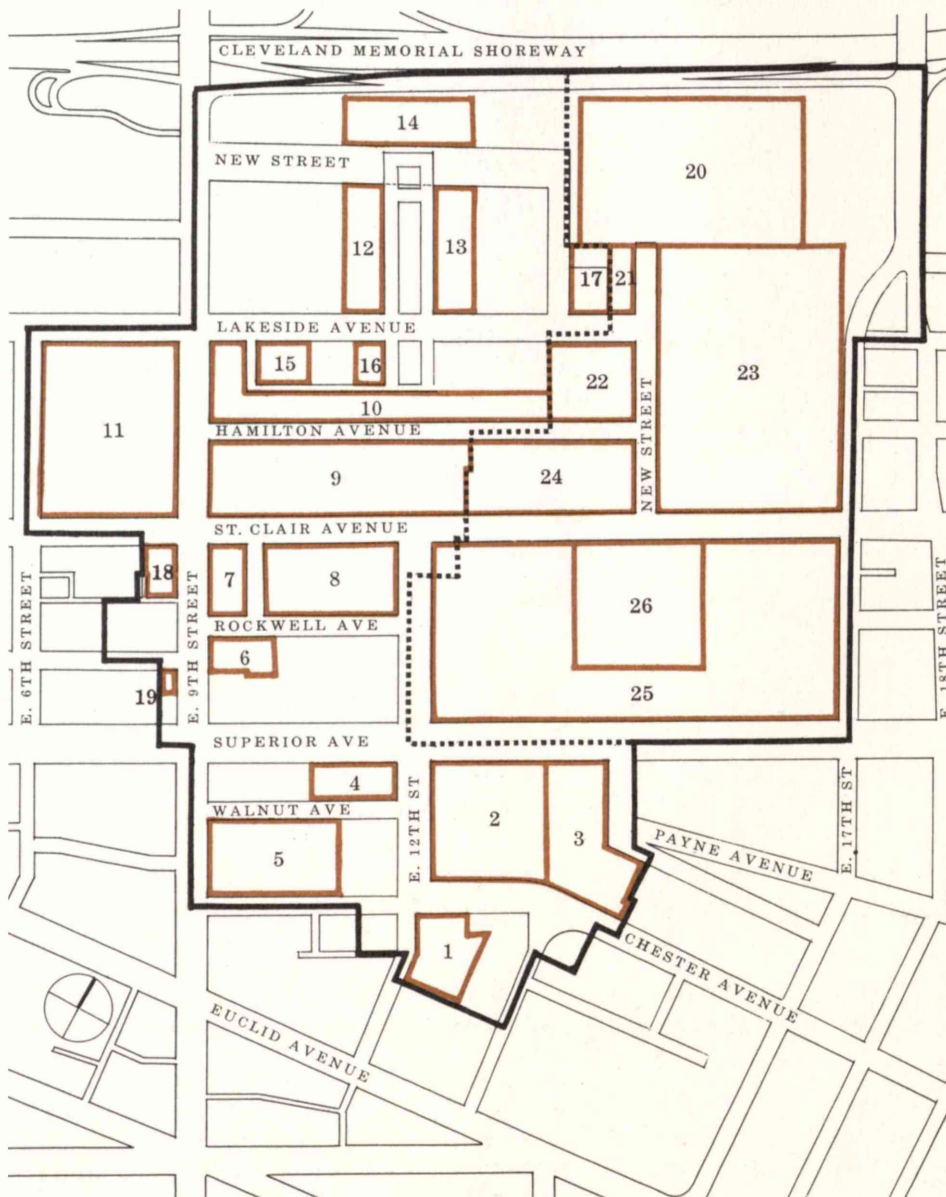 CLEVELAND MEMORIAL SHOREWAY
14
NEW STREET
20
12
13
17
21
LAKESIDE AVENUE
15
16
22
23
11
10
HAMILTON AVENUE
NEW STREET
9
24
ST. CLAIR AVENUE
18
7
8
26
E. 6TH STREET
E. 9TH STREET
E. 18TH STREET
ROCKWELL AVE
6
19
25
SUPERIOR AVE
4
WALNUT AVE
2
3
E. 12TH ST
E. 17TH ST
5
PAYNE AVENUE
1
CHESTER AVENUE
EUCLID AVENUE